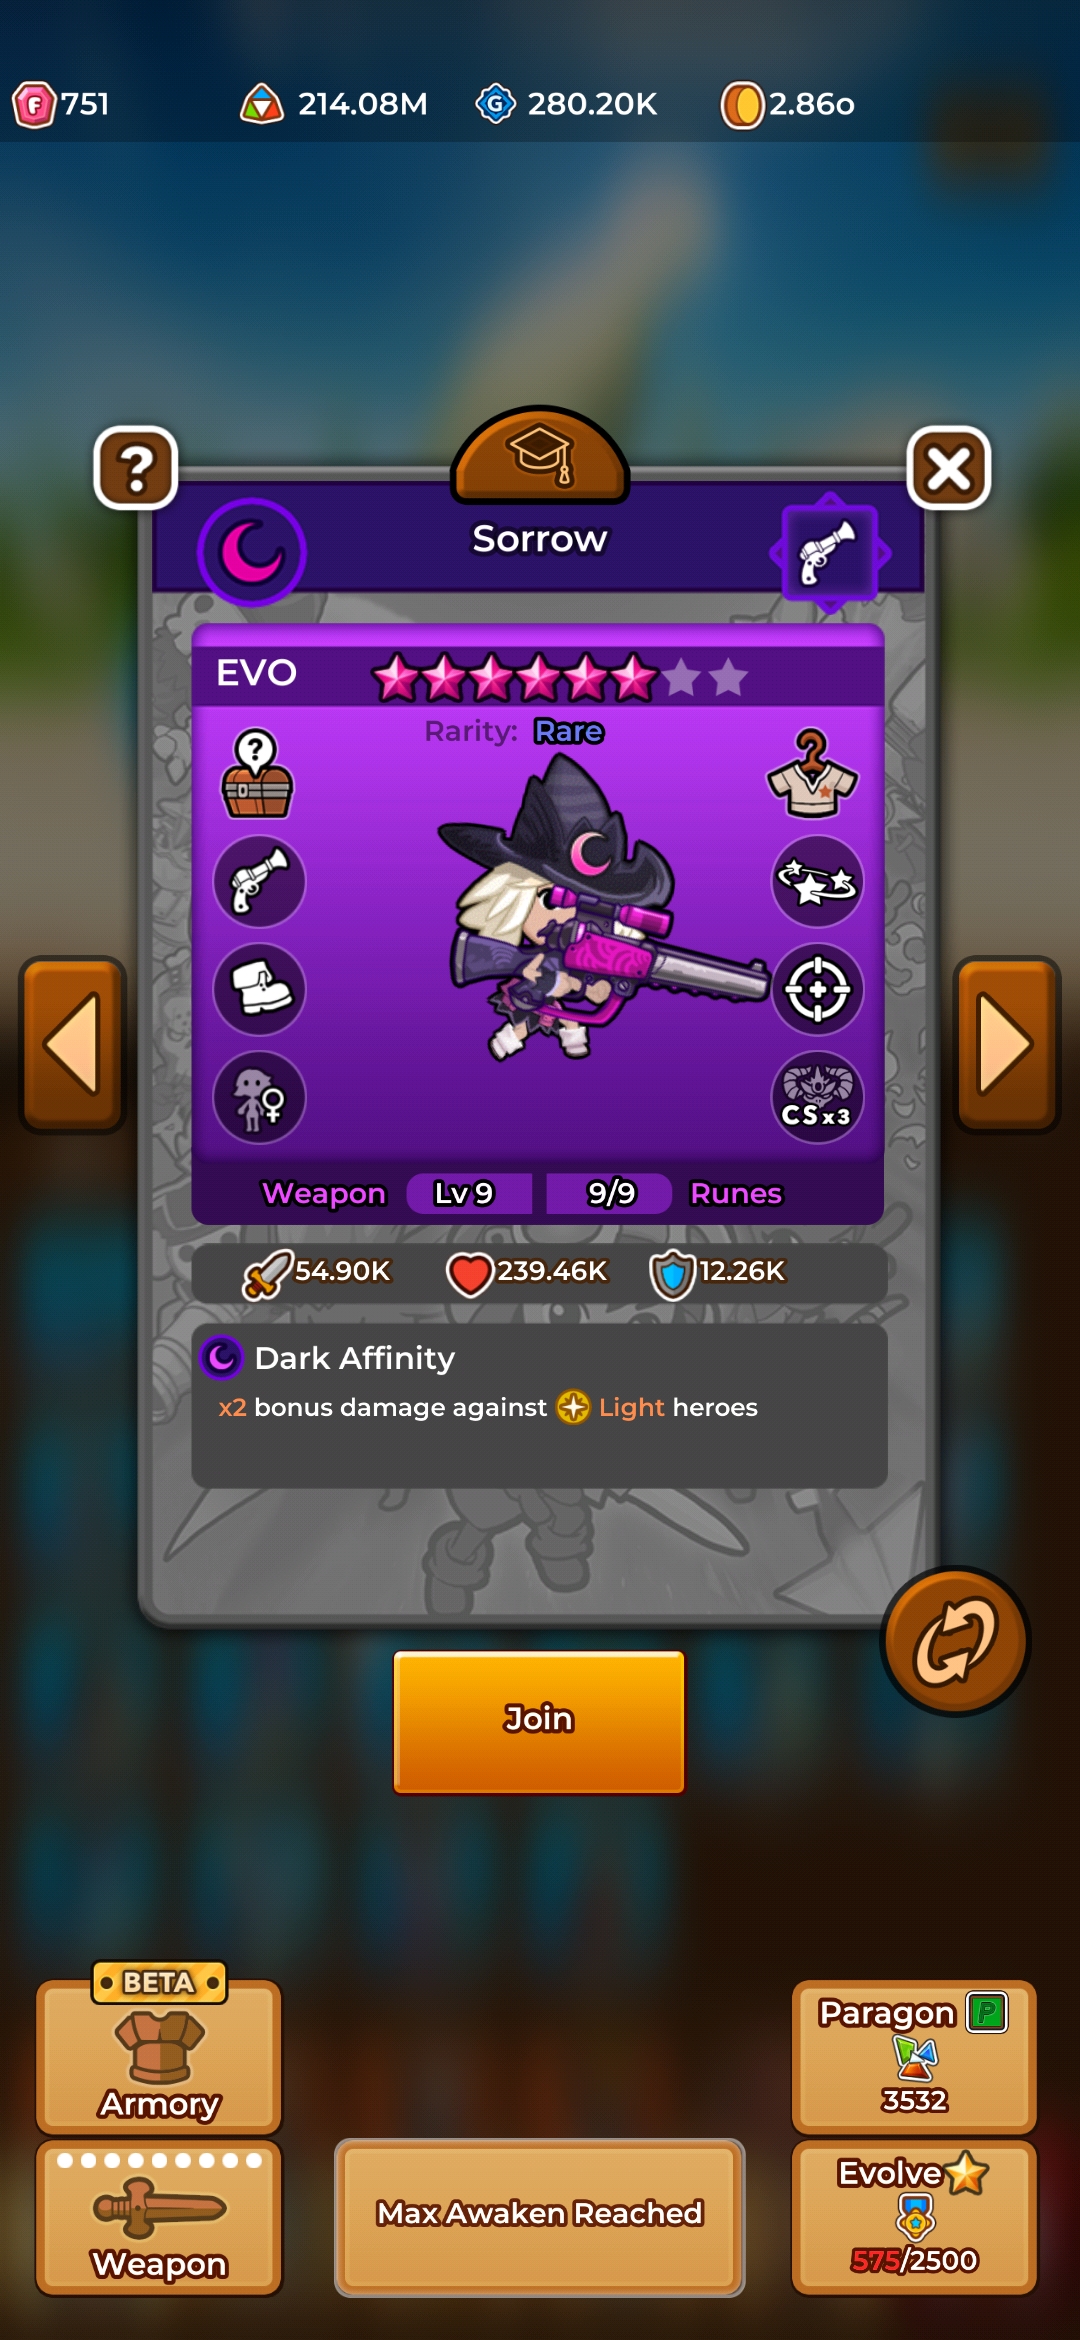 751
214.08M
280.20K
2.86o
?
Sorrow
EVO
Rarity: Rare
?
CSx3
Weapon Lv 9 9/9 Runes
54.90K 239.46K 12.26K
Dark Affinity
x2 bonus damage against Light heroes
Join
BETA
Armory
Paragon P
3532
Weapon
Max Awaken Reached
Evolve
575/2500